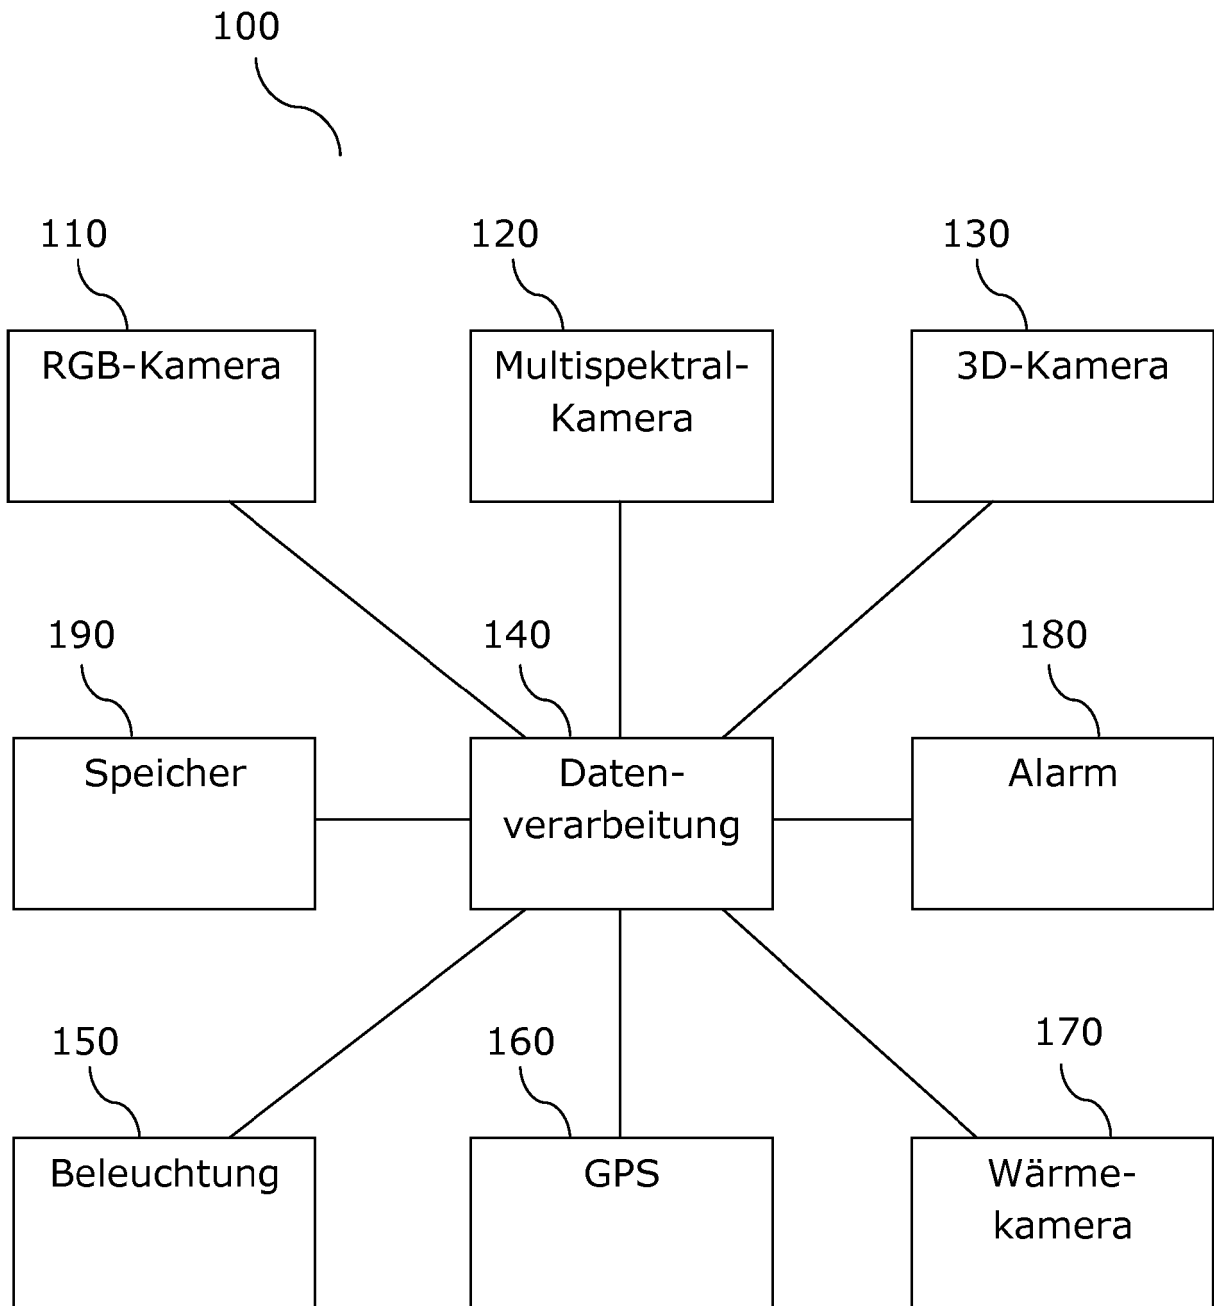 100
110
120
130
RGB-Kamera
Multispektral-
Kamera
3D-Kamera
190
140
180
Speicher
Daten-
verarbeitung
Alarm
150
160
170
Beleuchtung
GPS
Wärme-
kamera